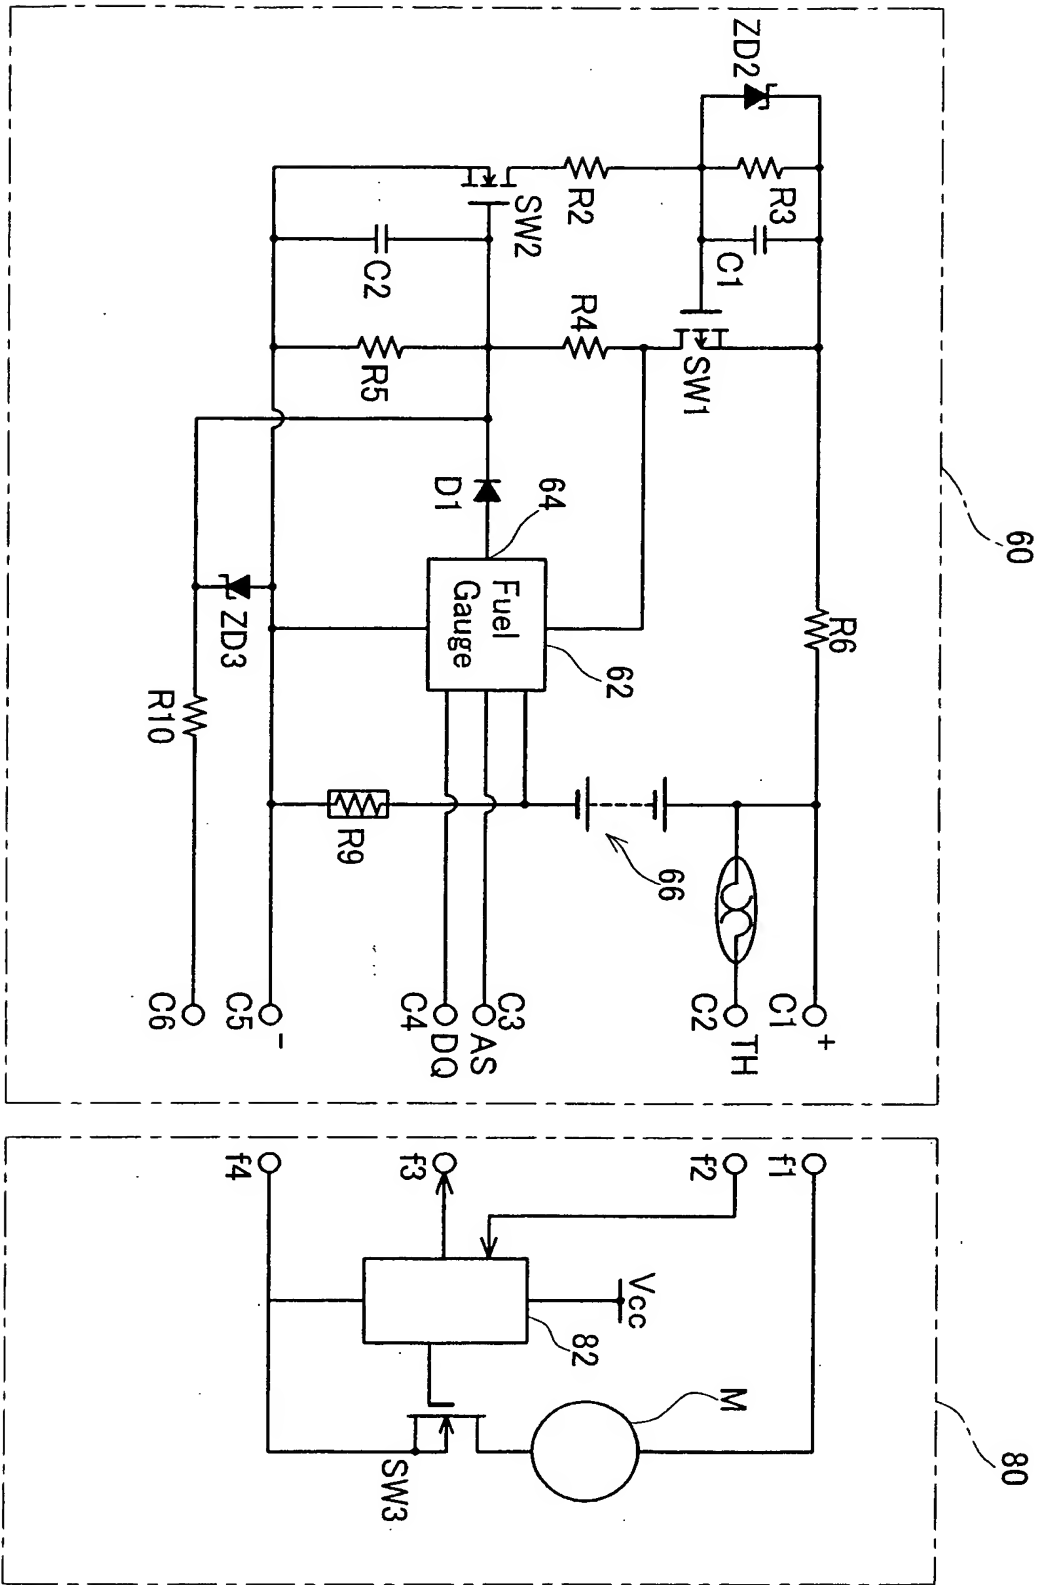 60
ZD2
R3
C1
R2
SW2
C2
R4
SW1
R5
R6
D1
64
Fuel
Gauge
62
ZD3
R10
R9
66
+
C1
TH
C2
C3
AS
DQ
C4
-
C5
C6
80
f1
f2
f3
f4
Vcc
82
M
SW3